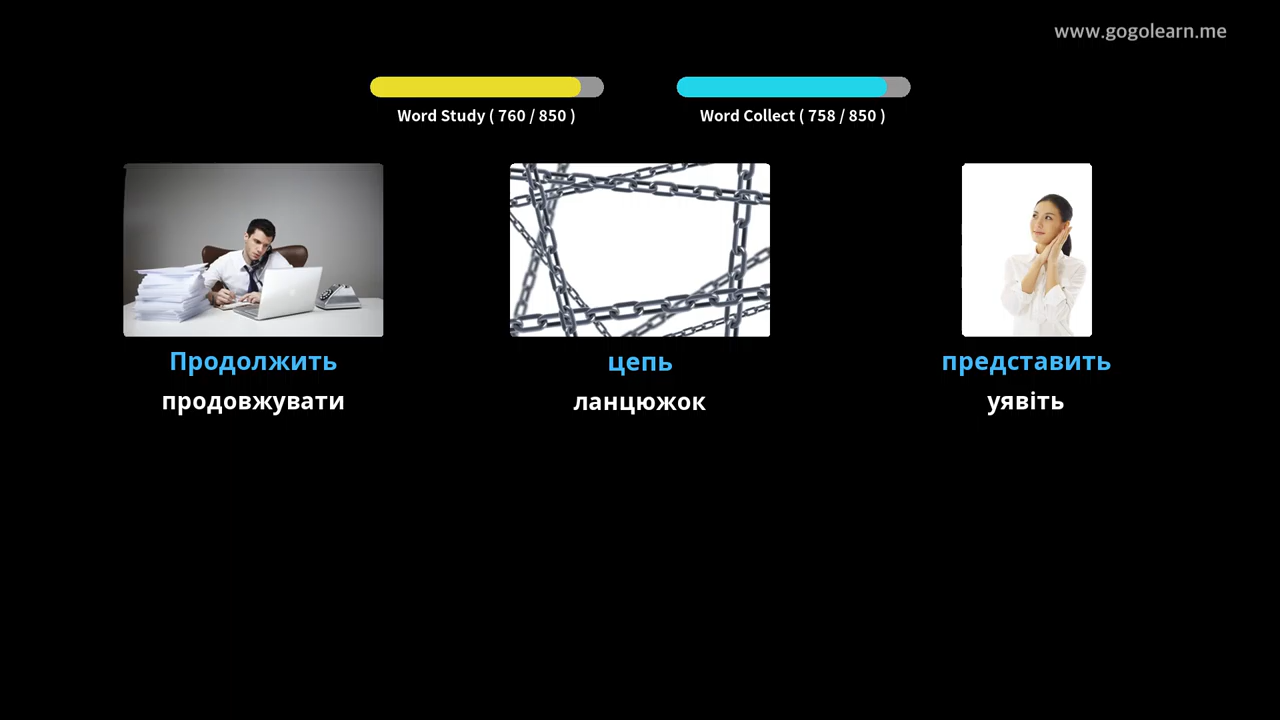 www.gogolearn.me
Word Study ( 760 / 850 )
Word Collect ( 758 / 850 )
Продолжить
цепь
представить
продовжувати
ланцюжок
уявіть